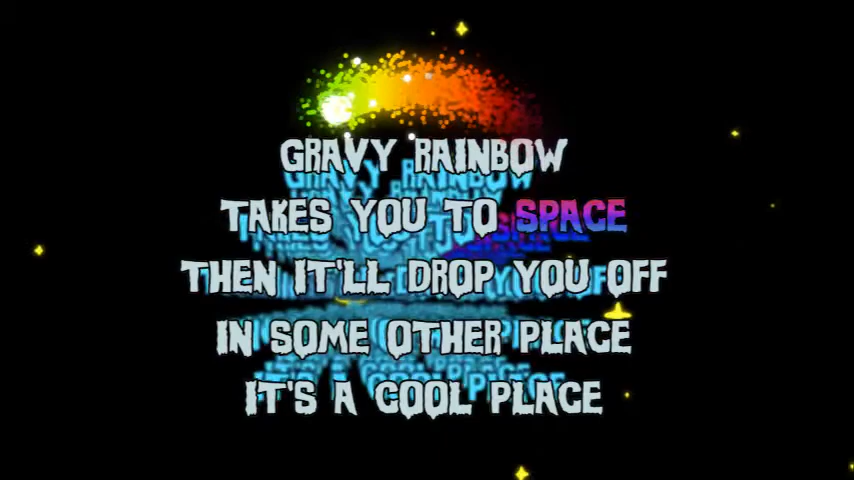 GRAVY RAINBOW
TAKES YOU TO SPACE
THEN IT'LL DROP YOU OFF
IN SOME OTHER PLACE
IT'S A COOL PLACE